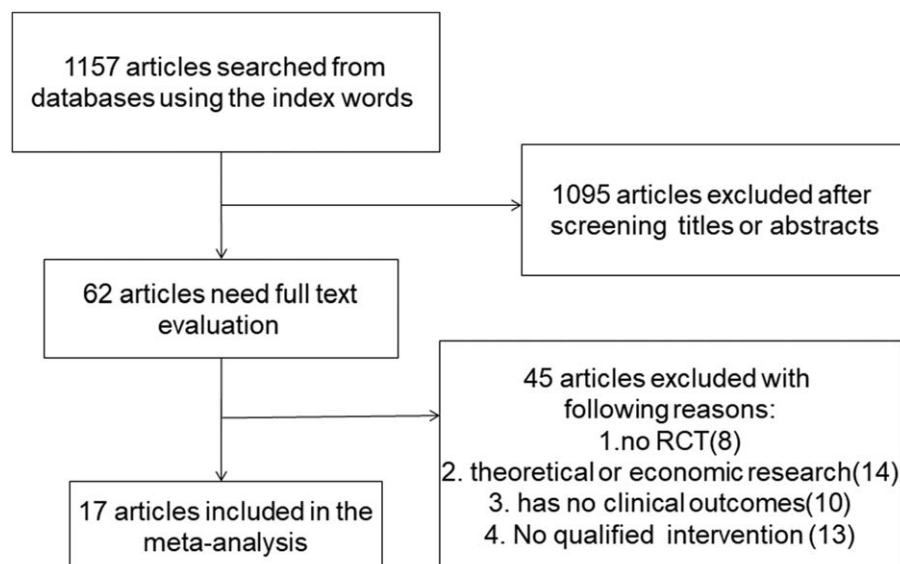 1157 articles searched from
databases using the index words
1095 articles excluded after
screening titles or abstracts
62 articles need full text
evaluation
45 articles excluded with
following reasons:
1.no RCT(8)
2. theoretical or economic research(14)
3. has no clinical outcomes(10)
4. No qualified intervention (13)
17 articles included in the
meta-analysis